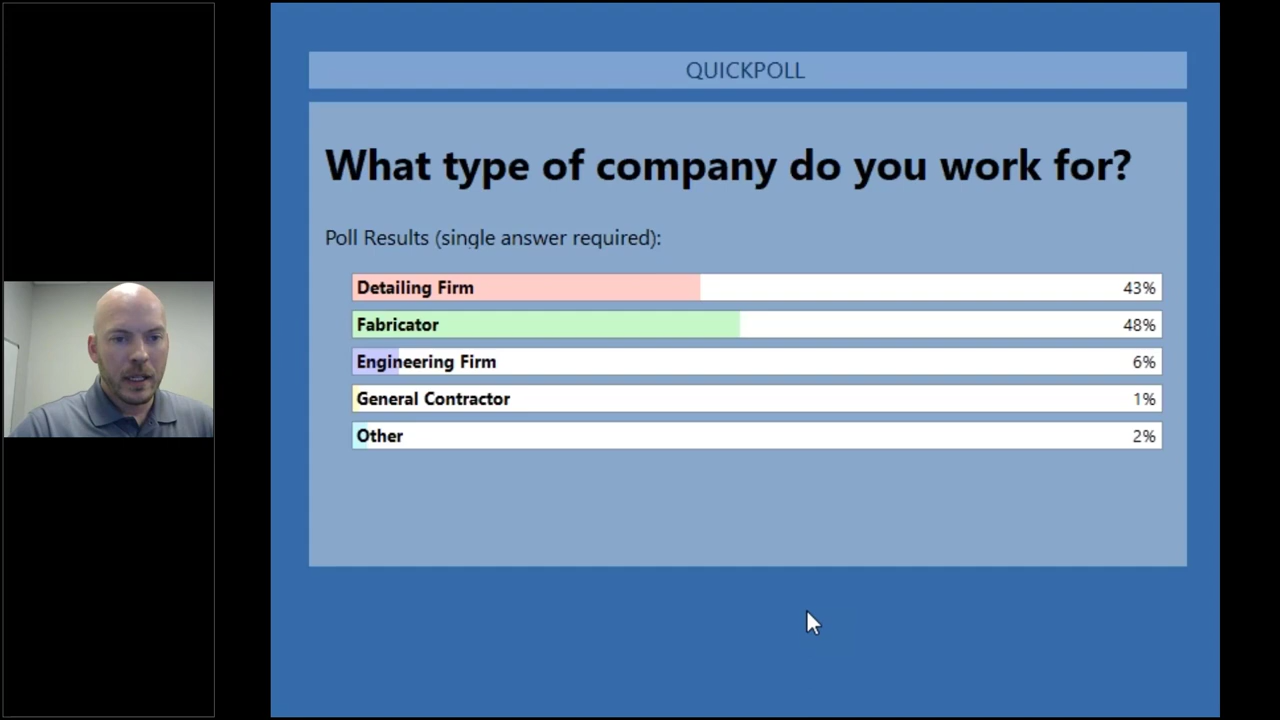 QUICKPOLL
What type of company do you work for?
Poll Results (single answer required):
Detailing Firm 43%
Fabricator 48%
Engineering Firm 6%
General Contractor 1%
Other 2%